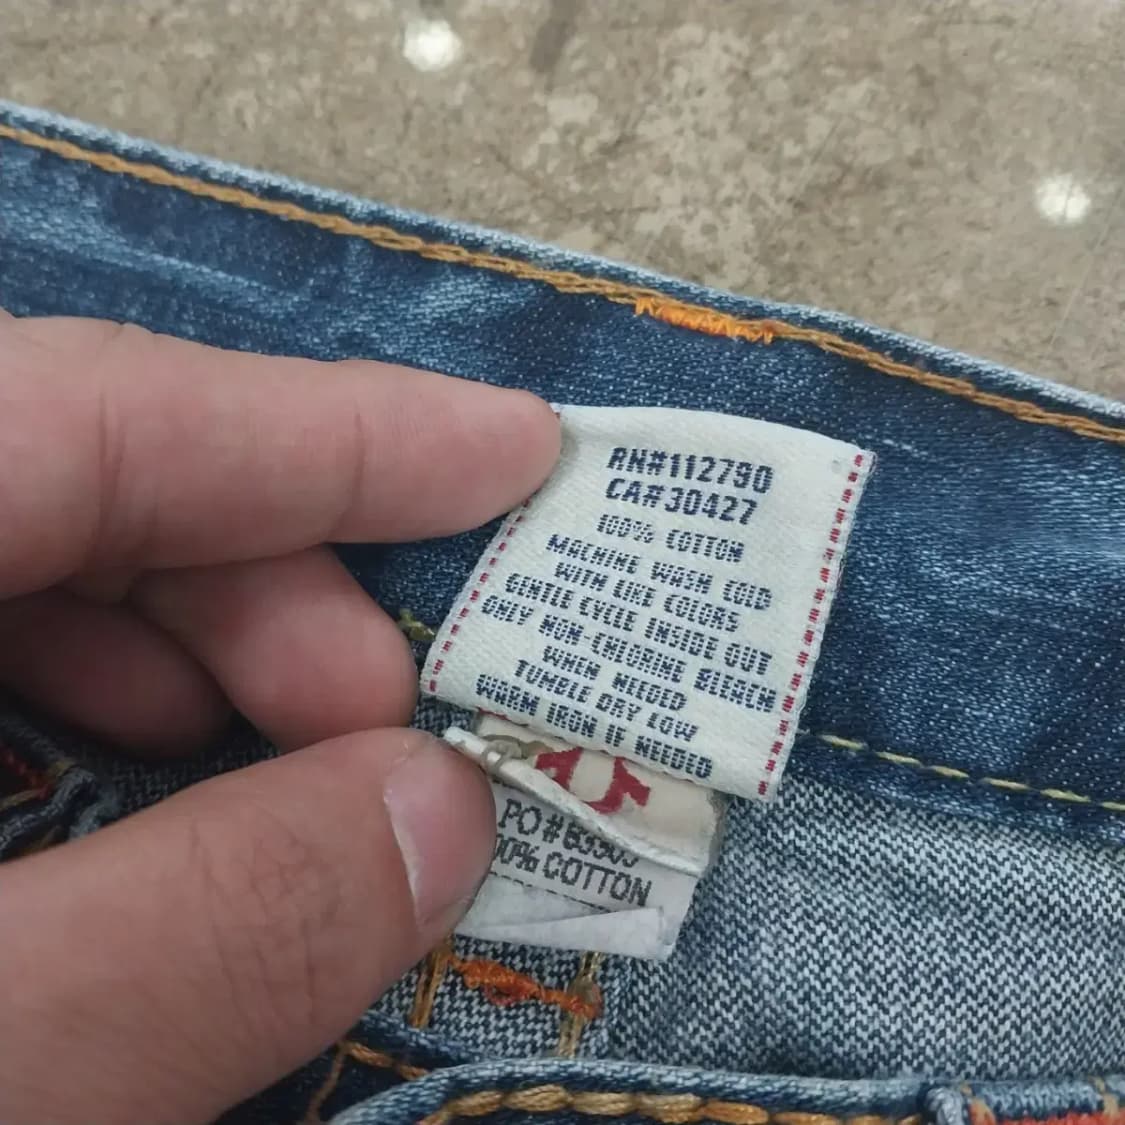 RN#112790
CA#30427
100% COTTON
MACHINE WASH COLD
WITH LIKE COLORS
GENTLE CYCLE INSIDE OUT
ONLY NON-CHLORINE BLEACH
WHEN NEEDED
TUMBLE DRY LOW
WARM IRON IF NEEDED
PO#
00% COTTON